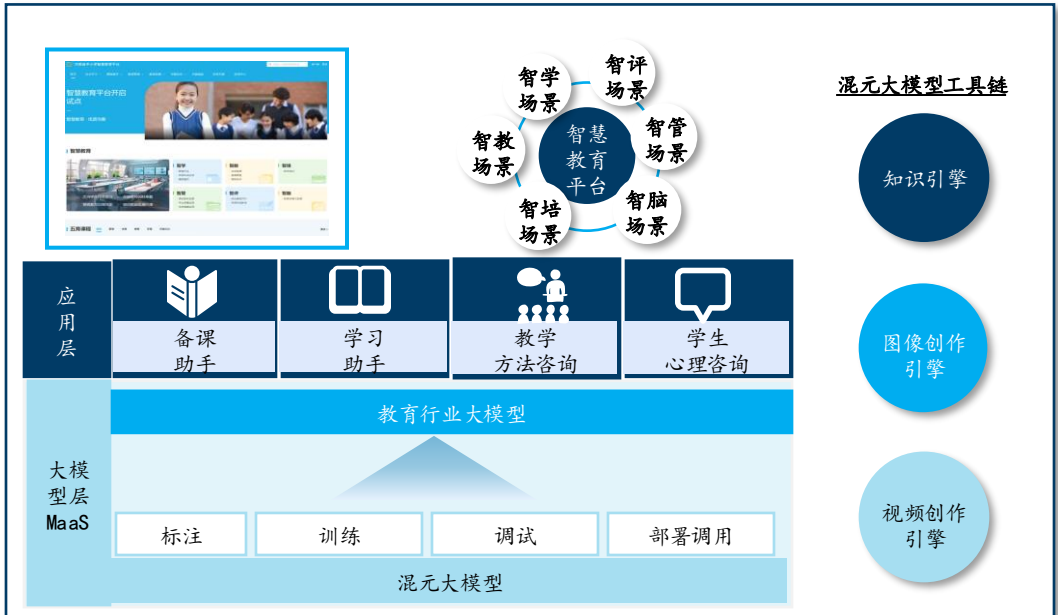 智慧教育平台开启
试点
智慧教育
智学
场景
智评
场景
智教
场景
智慧
教育
平台
智管
场景
智培
场景
智脑
场景
混元大模型工具链
知识引擎
图像创作
引擎
视频创作
引擎
应
用
层
备课
助手
学习
助手
教学
方法咨询
学生
心理咨询
大模
型层
MaaS
教育行业大模型
标注
训练
调试
部署调用
混元大模型